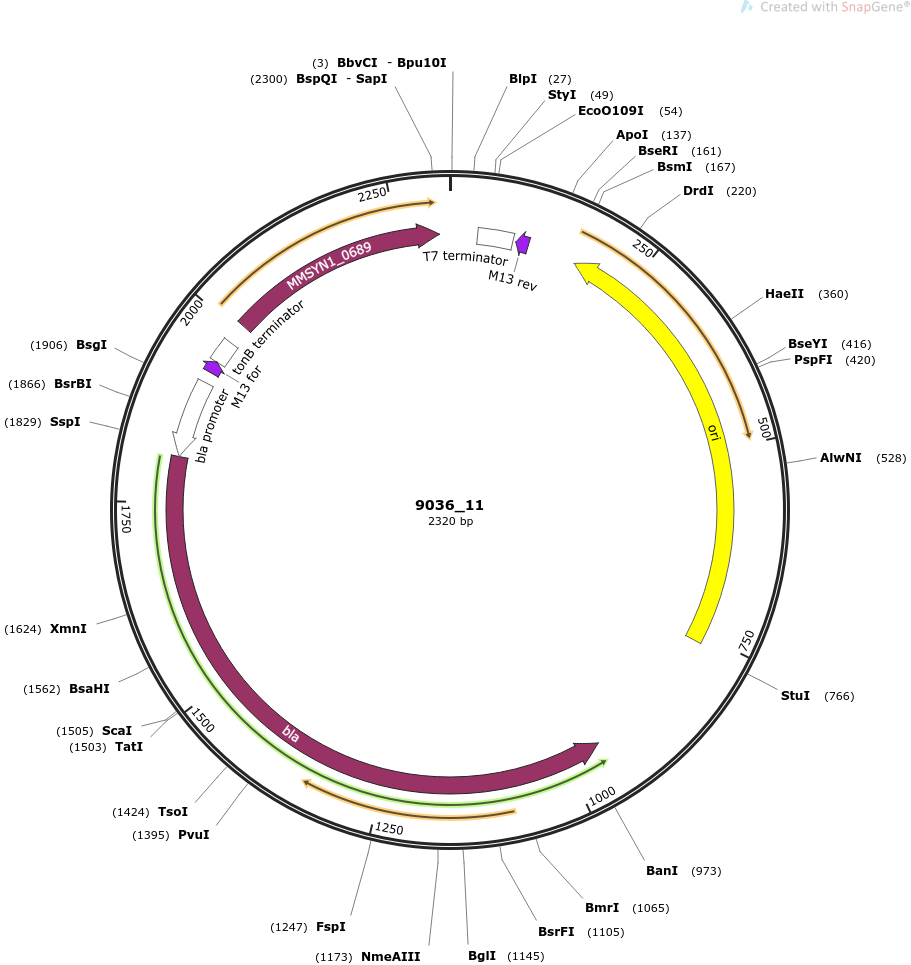 Created with SnapGene®
(3) BbvCI - Bpu10I
(2300) BspQI - SapI
BlpI (27)
StyI (49)
EcoO109I (54)
ApoI (137)
BseRI (161)
BsmI (167)
DrdI (220)
HaeII (360)
BseYI (416)
PspFI (420)
AlwNI (528)
StuI (766)
BanI (973)
BmrI (1065)
BsrFI (1105)
BglI (1145)
(1173) NmeAIII
(1247) FspI
(1395) PvuI
(1424) TsoI
(1503) TatI
(1505) ScaI
(1562) BsaHI
(1624) XmnI
(1829) SspI
(1866) BsrBI
(1906) BsgI
250
500
750
1000
1250
1500
1750
2000
2250
T7 terminator
M13 rev
ori
bla
bla promoter
M13 for
tonB terminator
MMSYN1_0689
9036_11
2320 bp